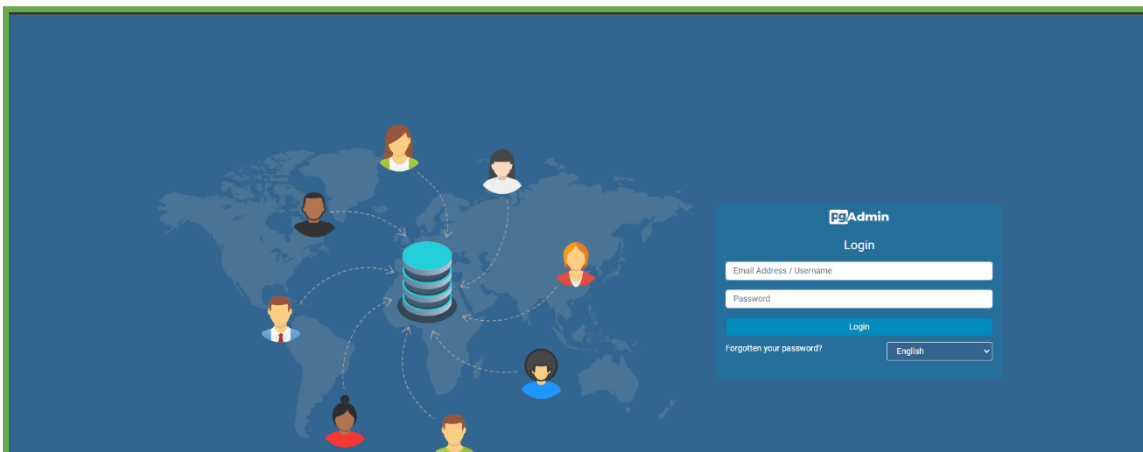 pgAdmin
Login
Email Address / Username
Password
Login
Forgotten your password?
English